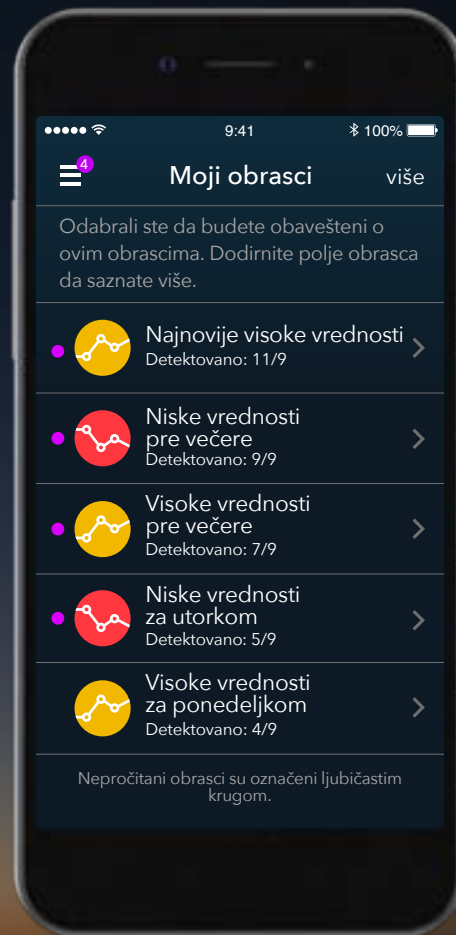 9:41
100%
4
Moji obrasci
više
Odabrali ste da budete obavešteni o
ovim obrascima. Dodirnite polje obrasca
da saznate više.
Najnovije visoke vrednosti
Detektovano: 11/9
Niske vrednosti
pre večere
Detektovano: 9/9
Visoke vrednosti
pre večere
Detektovano: 7/9
Niske vrednosti
za utorkom
Detektovano: 5/9
Visoke vrednosti
za ponedeljkom
Detektovano: 4/9
Nepročitani obrasci su označeni ljubičastim
krugom.